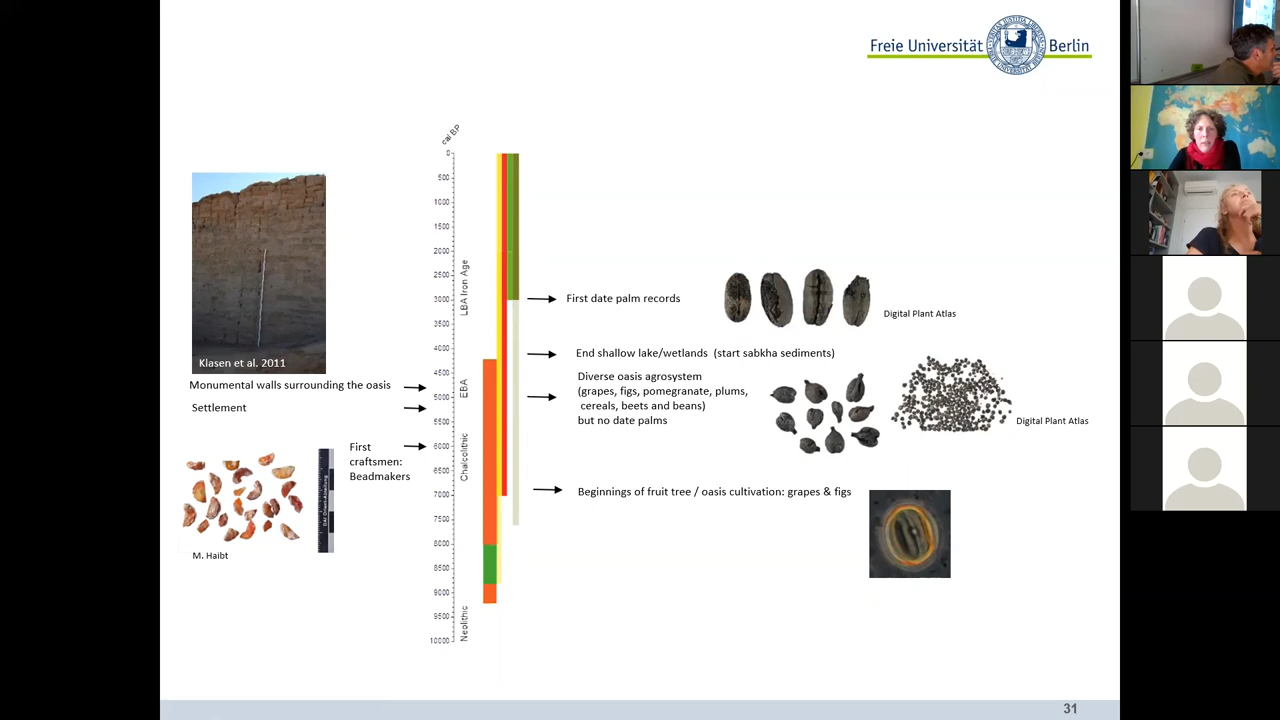 Freie Universität Berlin
cal BP
0
500
1000
1500
2000
2500
3000
3500
4000
4500
5000
5500
6000
6500
7000
7500
8000
8500
9000
9500
10000
LBA Iron Age
EBA
Chalcolithic
Neolithic
Klasen et al. 2011
Monumental walls surrounding the oasis
Settlement
First
craftsmen:
Beadmakers
M. Haibt
First date palm records
Digital Plant Atlas
End shallow lake/wetlands (start sabkha sediments)
Diverse oasis agrosystem
(grapes, figs, pomegranate, plums,
cereals, beets and beans)
but no date palms
Digital Plant Atlas
Beginnings of fruit tree / oasis cultivation: grapes & figs
31